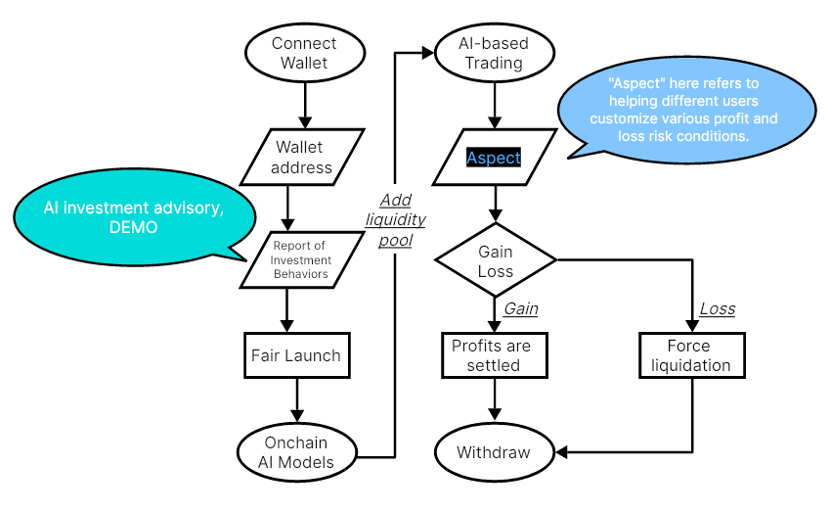 Connect
Wallet
Wallet
address
AI investment advisory,
DEMO
Report of
Investment
Behaviors
Fair Launch
Onchain
AI Models
Add
liquidity
pool
AI-based
Trading
"Aspect" here refers to
helping different users
customize various profit and
loss risk conditions.
Aspect
Gain
Loss
Gain
Loss
Profits are
settled
Force
liquidation
Withdraw